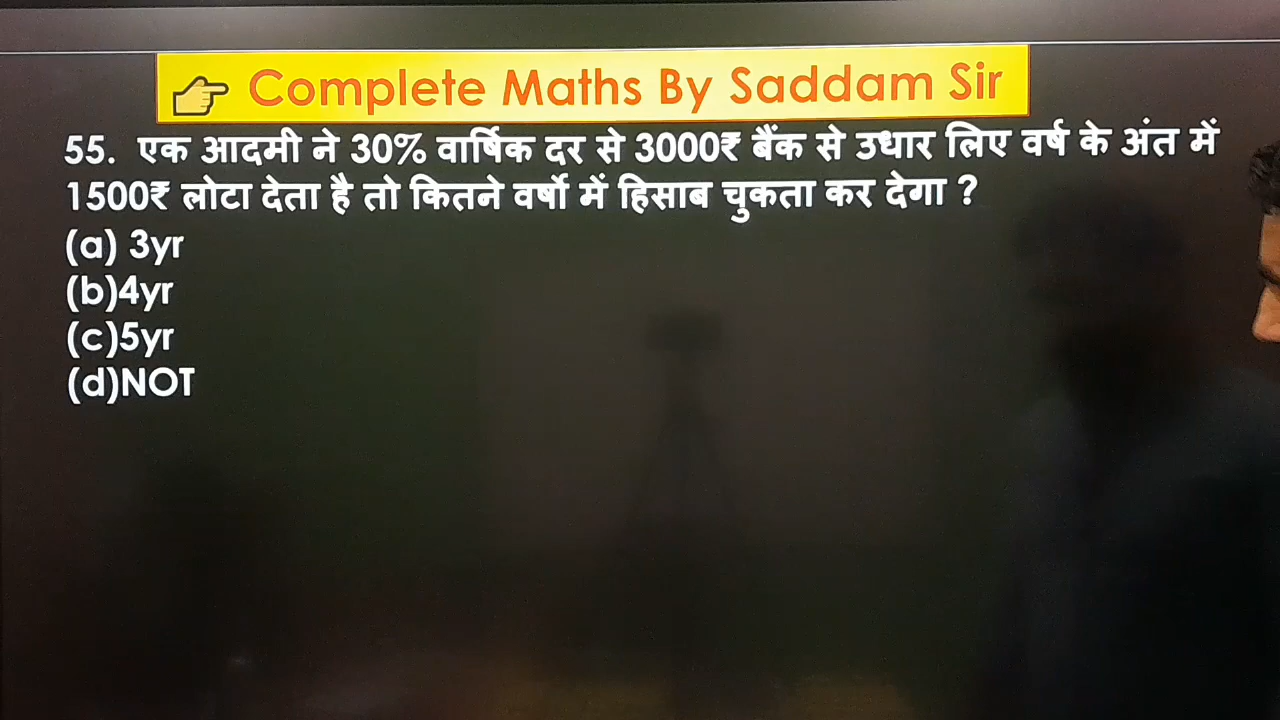 👉 Complete Maths By Saddam Sir
55. एक आदमी ने 30% वार्षिक दर से 3000₹ बैंक से उधार लिए वर्ष के अंत में
1500₹ लोटा देता है तो कितने वर्षो में हिसाब चुकता कर देगा ?
(a) 3yr
(b)4yr
(c)5yr
(d)NOT